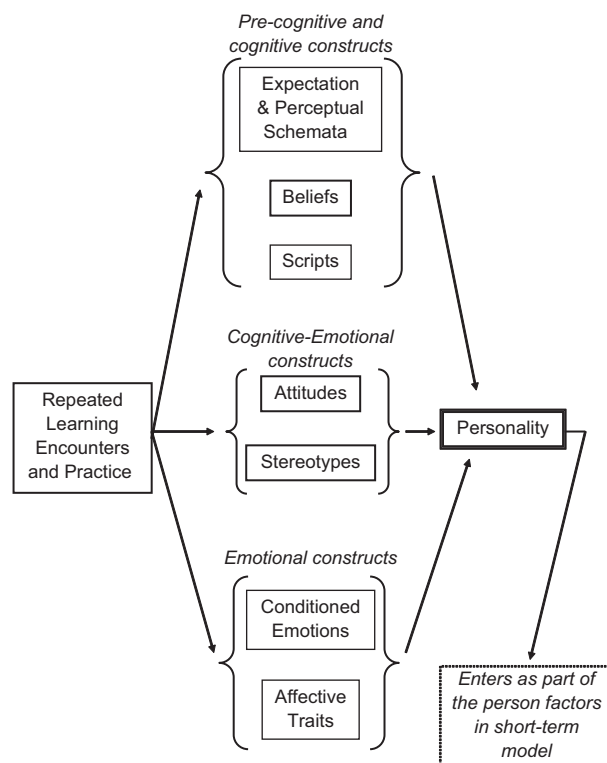 Pre-cognitive and
cognitive constructs
Expectation
& Perceptual
Schemata
Beliefs
Scripts
Cognitive-Emotional
constructs
Attitudes
Stereotypes
Repeated
Learning
Encounters
and Practice
Personality
Emotional constructs
Conditioned
Emotions
Affective
Traits
Enters as part of
the person factors
in short-term
model